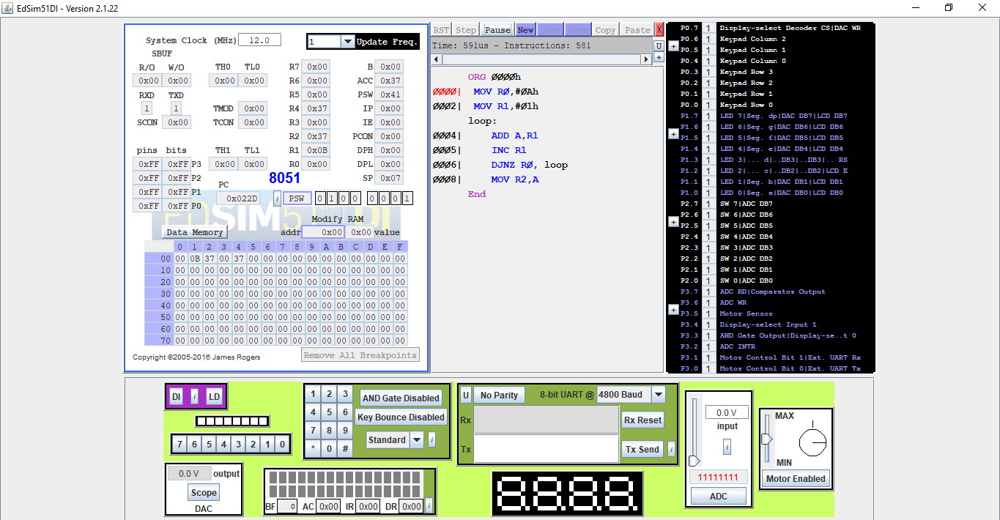 EdSim51DI - Version 2.1.22
System Clock (MHz) 12.0 1 Update Freq.
SBUF
R/O W/O TH0 TL0 R7 0x00 B 0x00
0x00 0x00 0x00 0x00 R6 0x00 ACC 0x37
RXD TXD R5 0x00 PSW 0x41
1 1 TMOD 0x00 R4 0x37 IP 0x00
SCON 0x00 TCON 0x00 R3 0x00 IE 0x00
R2 0x37 PCON 0x00
pins bits TH1 TL1 R1 0x0B DPH 0x00
0xFF 0xFF P3 0x00 0x00 R0 0x00 DPL 0x00
0xFF 0xFF P2 8051 SP 0x07
0xFF 0xFF P1 PC
0xFF 0xFF P0 0x022D i PSW 0 1 0 0 0 0 0 1
EDSIM51DI
TM
Modify RAM
Data Memory addr 0x00 0x00 value
0 1 2 3 4 5 6 7 8 9 A B C D E F
00 00 0B 37 00 37 00 00 00 00 00 00 00 00 00 00 00
10 00 00 00 00 00 00 00 00 00 00 00 00 00 00 00 00
20 00 00 00 00 00 00 00 00 00 00 00 00 00 00 00 00
30 00 00 00 00 00 00 00 00 00 00 00 00 00 00 00 00
40 00 00 00 00 00 00 00 00 00 00 00 00 00 00 00 00
50 00 00 00 00 00 00 00 00 00 00 00 00 00 00 00 00
60 00 00 00 00 00 00 00 00 00 00 00 00 00 00 00 00
70 00 00 00 00 00 00 00 00 00 00 00 00 00 00 00 00
Copyright ©2005-2016 James Rogers Remove All Breakpoints
RST Step Pause New Load Save Copy Paste X
Time: 591us - Instructions: 581 U
+
ORG 0000h
0000| MOV R0,#0Ah
0002| MOV R1,#01h
loop:
0004| ADD A,R1
0005| INC R1
0006| DJNZ R0, loop
0008| MOV R2,A
End
P0.7 1 Display-select Decoder CS|DAC WR
P0.6 1 Keypad Column 2
P0.5 1 Keypad Column 1
P0.4 1 Keypad Column 0
P0.3 1 Keypad Row 3
P0.2 1 Keypad Row 2
P0.1 1 Keypad Row 1
P0.0 1 Keypad Row 0
P1.7 1 LED 7|Seg. dp|DAC DB7|LCD DB7
P1.6 1 LED 6|Seg. g|DAC DB6|LCD DB6
P1.5 1 LED 5|Seg. f|DAC DB5|LCD DB5
P1.4 1 LED 4|Seg. e|DAC DB4|LCD DB4
P1.3 1 LED 3|... d|..DB3|..DB3|.. RS
P1.2 1 LED 2|... c|..DB2|..DB2|LCD E
P1.1 1 LED 1|Seg. b|DAC DB1|LCD DB1
P1.0 1 LED 0|Seg. a|DAC DB0|LCD DB0
P2.7 1 SW 7|ADC DB7
P2.6 1 SW 6|ADC DB6
P2.5 1 SW 5|ADC DB5
P2.4 1 SW 4|ADC DB4
P2.3 1 SW 3|ADC DB3
P2.2 1 SW 2|ADC DB2
P2.1 1 SW 1|ADC DB1
P2.0 1 SW 0|ADC DB0
P3.7 1 ADC RD|Comparator Output
P3.6 1 ADC WR
P3.5 1 Motor Sensor
P3.4 1 Display-select Input 1
P3.3 1 AND Gate Output|Display-se..t 0
P3.2 1 ADC INTR
P3.1 1 Motor Control Bit 1|Ext. UART Rx
P3.0 1 Motor Control Bit 0|Ext. UART Tx
+
+
+
+
DI i LD
7 6 5 4 3 2 1 0
0.0 V output
Scope
DAC
1 2 3
4 5 6
7 8 9
* 0 #
AND Gate Disabled
Key Bounce Disabled
Standard i
BF 0 AC 0x00 IR 0x00 DR 0x00 i
U No Parity 8-bit UART @ 4800 Baud
Rx Rx Reset
Tx Tx Send i
8.8.8.8.
0.0 V
input
i
11111111
ADC
MAX
MIN
Motor Enabled